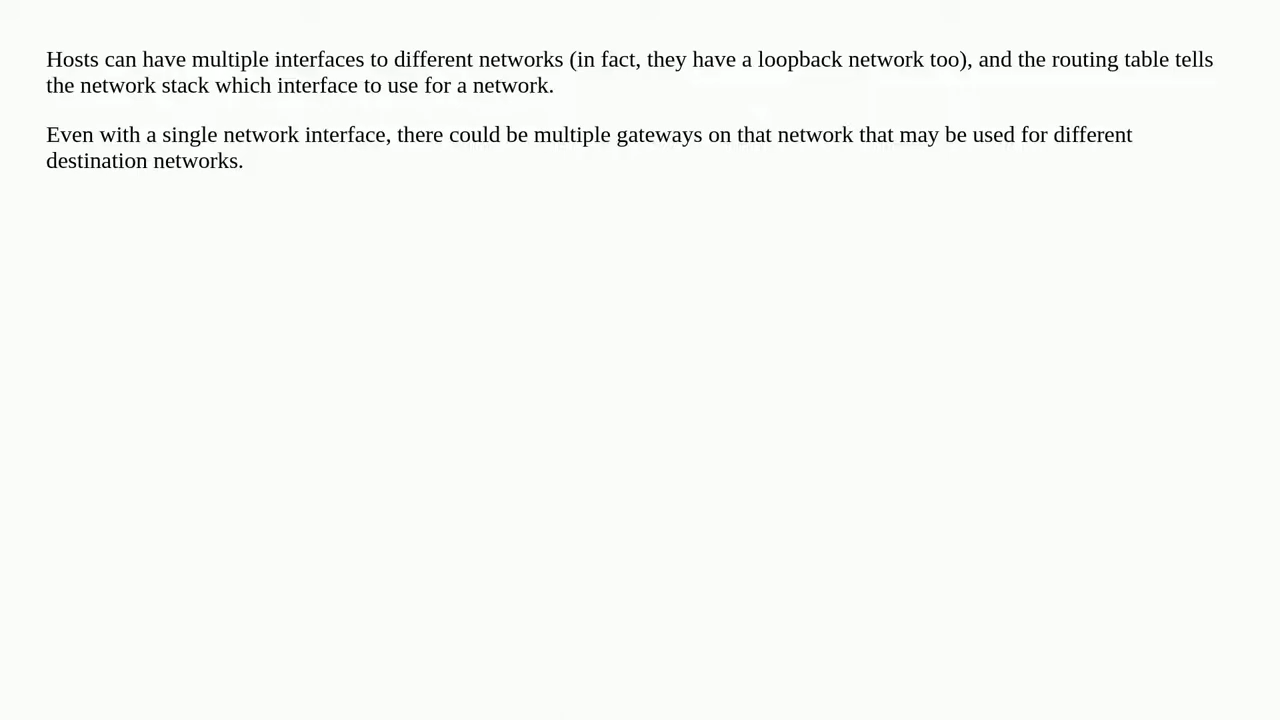 Hosts can have multiple interfaces to different networks (in fact, they have a loopback network too), and the routing table tells
the network stack which interface to use for a network.
Even with a single network interface, there could be multiple gateways on that network that may be used for different
destination networks.